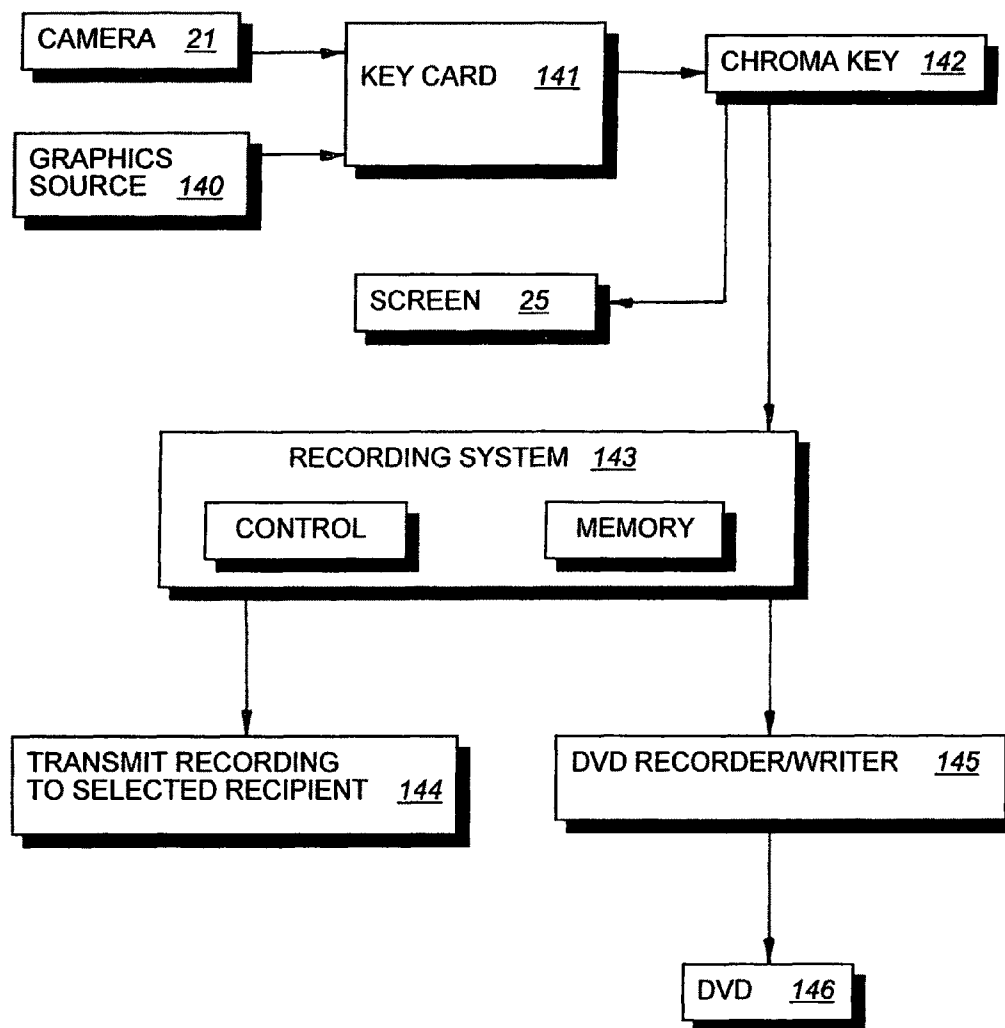 CAMERA 21
KEY CARD 141
CHROMA KEY 142
GRAPHICS
SOURCE 140
SCREEN 25
RECORDING SYSTEM 143
CONTROL
MEMORY
TRANSMIT RECORDING
TO SELECTED RECIPIENT 144
DVD RECORDER/WRITER 145
DVD 146